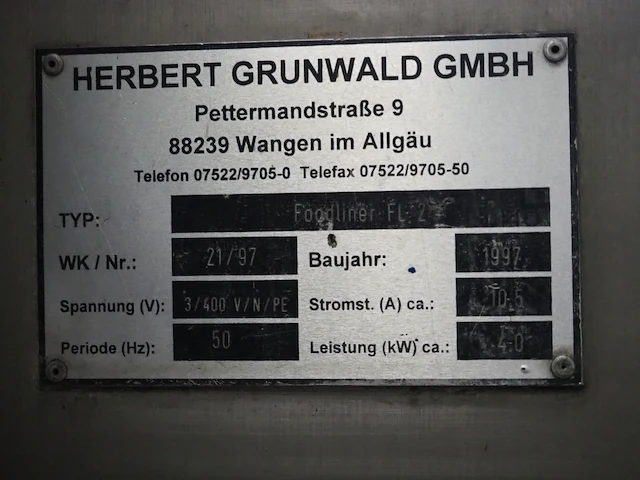 HERBERT GRUNWALD GMBH
Pettermandstraße 9
88239 Wangen im Allgäu
Telefon 07522/9705-0 Telefax 07522/9705-50
TYP: Foodliner FL 2
WK / Nr.: 21/97 Baujahr: 1997
Spannung (V): 3/400 V/N/PE Stromst. (A) ca.: 10.5
Periode (Hz): 50 Leistung (kW) ca.: 4.0